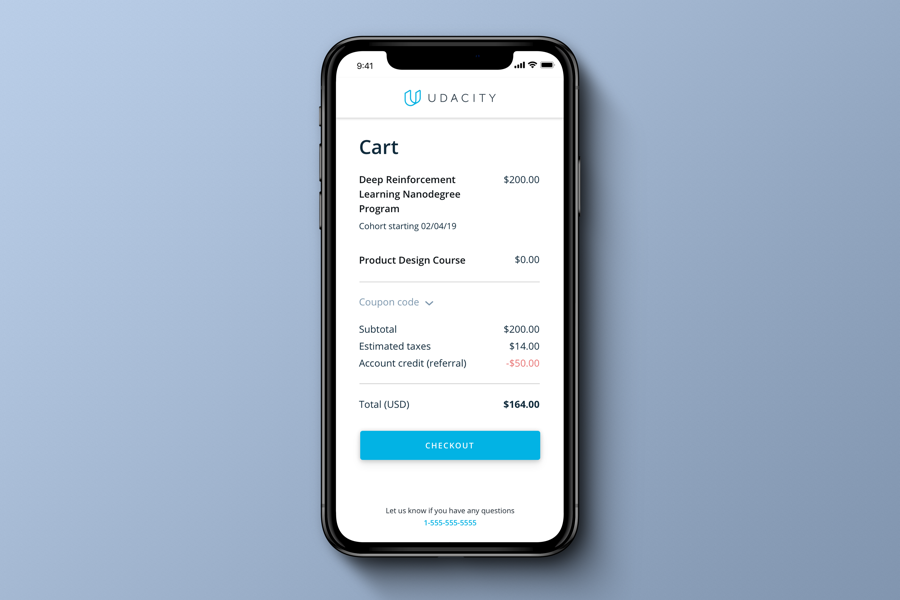 9:41
UDACITY
Cart
Deep Reinforcement $200.00
Learning Nanodegree
Program
Cohort starting 02/04/19
Product Design Course $0.00
Coupon code
Subtotal $200.00
Estimated taxes $14.00
Account credit (referral) -$50.00
Total (USD) $164.00
CHECKOUT
Let us know if you have any questions
1-555-555-5555